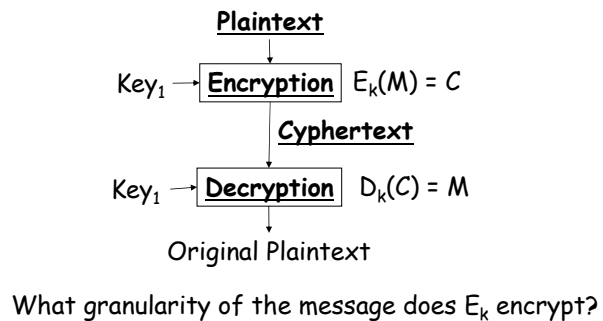 Plaintext
Key₁ Encryption Eₖ(M) = C
Cyphertext
Key₁ Decryption Dₖ(C) = M
Original Plaintext
What granularity of the message does Eₖ encrypt?